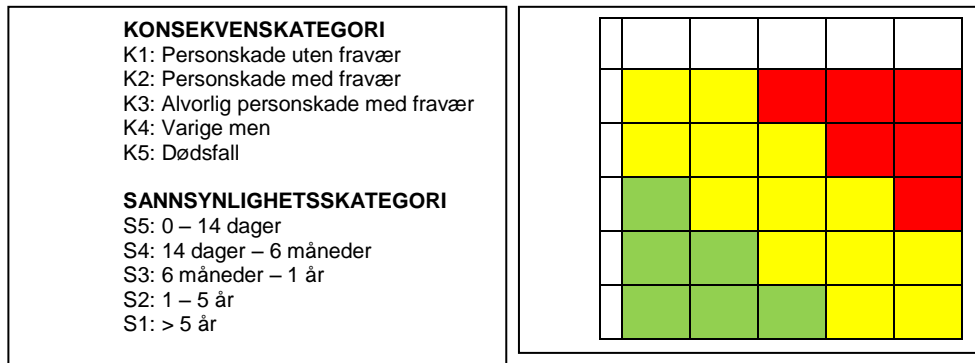 KONSEKVENSKATEGORI
K1: Personskade uten fravær
K2: Personskade med fravær
K3: Alvorlig personskade med fravær
K4: Varige men
K5: Dødsfall
SANNSYNLIGHETSSKATEGORI
S5: 0 – 14 dager
S4: 14 dager – 6 måneder
S3: 6 måneder – 1 år
S2: 1 – 5 år
S1: > 5 år